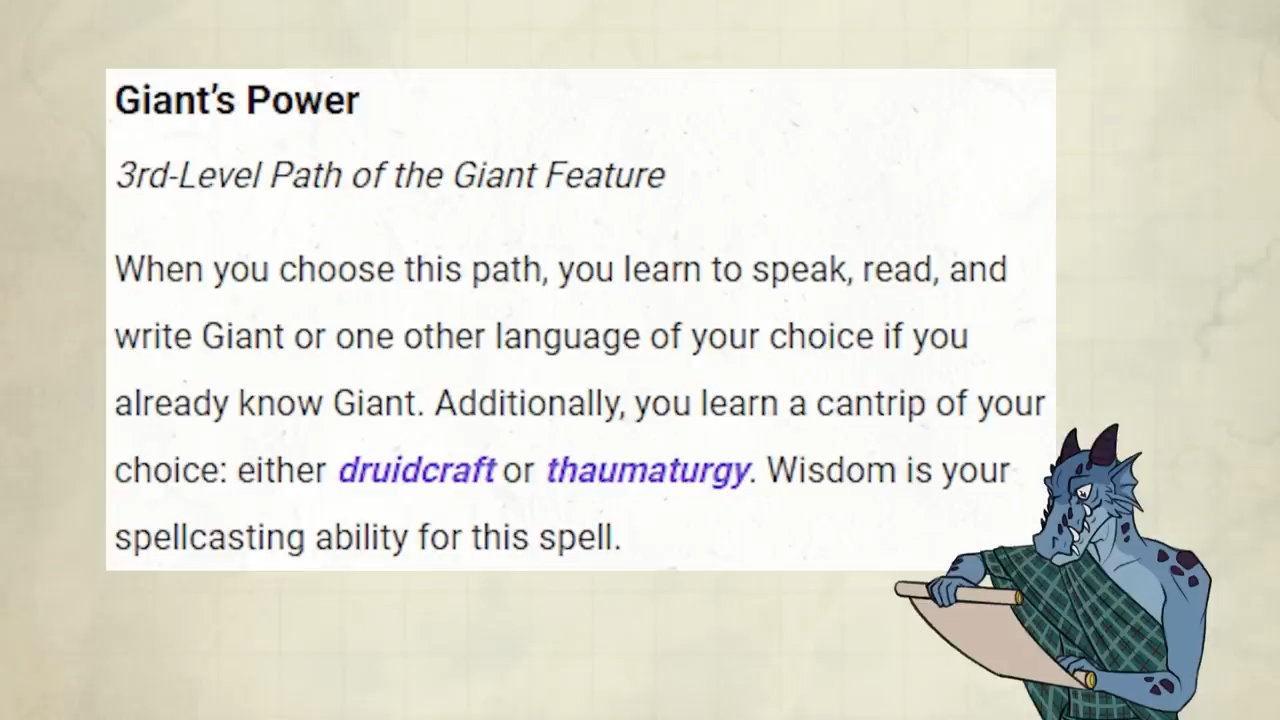 Giant’s Power
3rd-Level Path of the Giant Feature
When you choose this path, you learn to speak, read, and
write Giant or one other language of your choice if you
already know Giant. Additionally, you learn a cantrip of your
choice: either druidcraft or thaumaturgy. Wisdom is your
spellcasting ability for this spell.